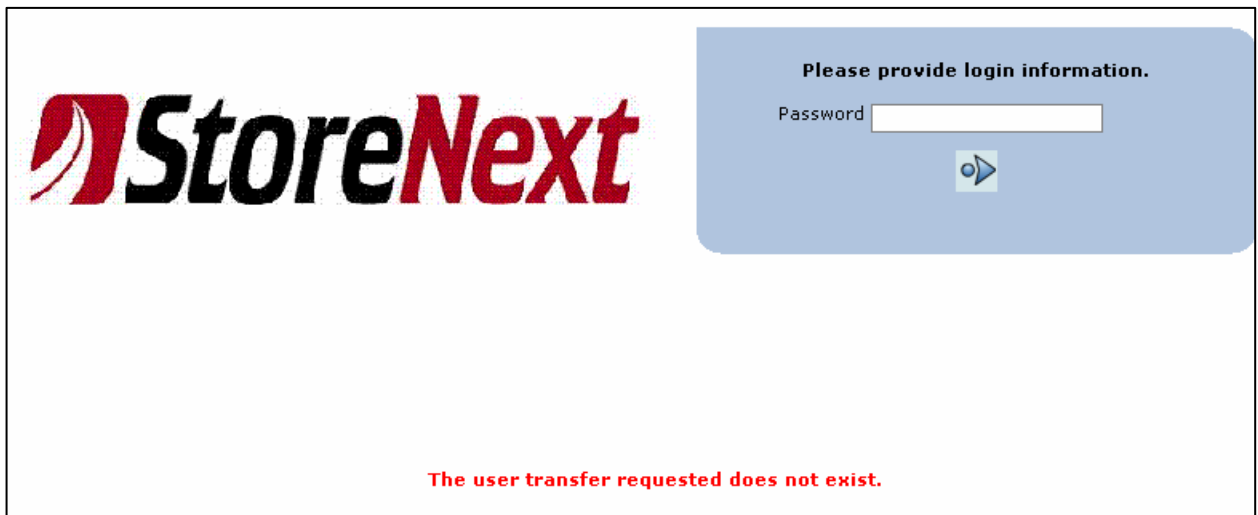 StoreNext
Please provide login information.
Password
The user transfer requested does not exist.